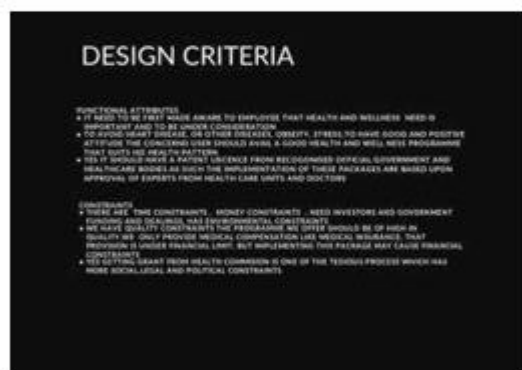 DESIGN CRITERIA
FUNCTIONAL ATTRIBUTES
• IT NEED TO BE FIRST MADE AWARE TO EMPLOYEE THAT HEALTH AND WELLNESS NEED IS
IMPORTANT AND TO BE UNDER CONSIDERATION
• TO AVOID HEART DISEASE, OR OTHER DISEASES, OBSEITY, STRESS,TO HAVE GOOD AND POSITIVE
ATTITUDE THE CONCERNED USER SHOULD AVAIL A GOOD HEALTH AND WELL NESS PROGRAMME
THAT SUITS HIS HEALTH PATTERN
• YES IT SHOULD HAVE A PATENT LISCENCE FROM RECOGONISED OFFICIAL GOVERNMENT AND
HEALTHCARE BODIES AS SUCH THE IMPLEMENTATION OF THESE PACKAGES ARE BASED UPON
APPROVAL OF EXPERTS FROM HEALTH CARE UNITS AND DOCTORS
CONSTRAINTS
• THERE ARE TIME CONSTRAINTS , MONEY CONSTRAINTS , NEED INVESTORS AND GOVERNMENT
FUNDING AND DEALINGS, HAS ENVIRONMENTAL CONSTRAINTS
• WE HAVE QUALITY CONSTRAINTS THE PROGRAMME WE OFFER SHOULD BE OF HIGH IN
QUALITY WE ONLY PROVIDE MEDICAL COMPENSATION LIKE MEDICAL INSURANCE, THAT
PROVISION IS UNDER FINANCIAL LIMIT, BUT IMPLEMENTING THIS PACKAGE MAY CAUSE FINANCIAL
CONSTRAINTS
• YES GETTING GRANT FROM HEALTH COMMISION IS ONE OF THE TEDIOUS PROCESS WHICH HAS
MORE SOCIAL,LEGAL AND POLITICAL CONSTRAINTS